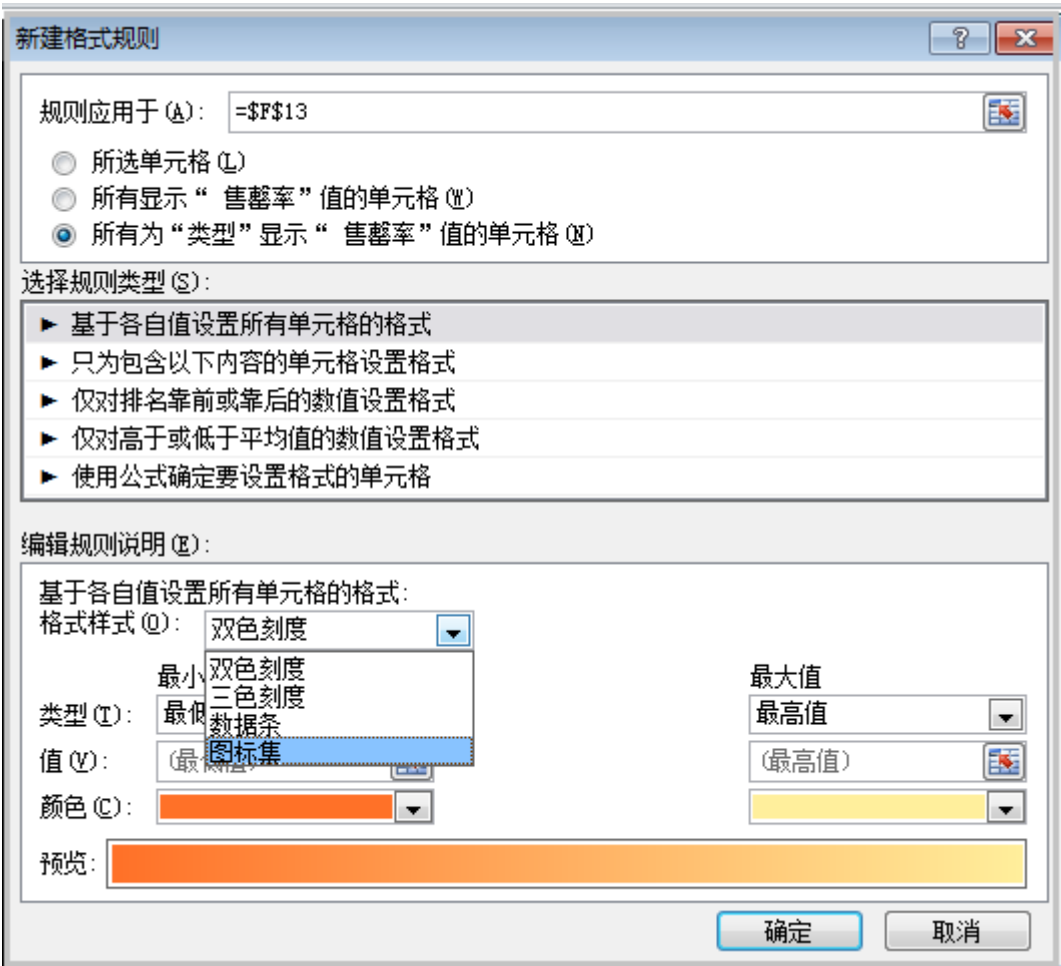 新建格式规则
规则应用于(A): =$F$13
所选单元格(L)
所有显示“ 售罄率”值的单元格(W)
所有为“类型”显示“ 售罄率”值的单元格(N)
选择规则类型(S):
► 基于各自值设置所有单元格的格式
► 只为包含以下内容的单元格设置格式
► 仅对排名靠前或靠后的数值设置格式
► 仅对高于或低于平均值的数值设置格式
► 使用公式确定要设置格式的单元格
编辑规则说明(E):
基于各自值设置所有单元格的格式:
格式样式(O): 双色刻度
双色刻度
三色刻度
数据条
图标集
最小 最大值
类型(T): 最低 最高值
值(V): (最 (最高值)
颜色(C):
预览:
确定 取消